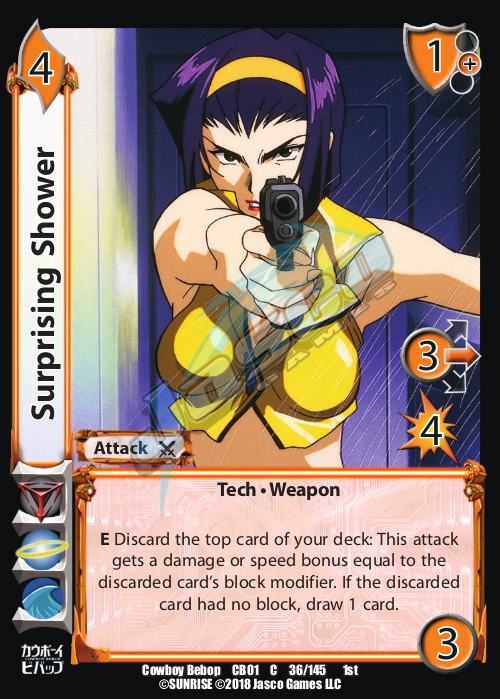 4
1
+
Surprising Shower
3
4
Attack
Tech • Weapon
E Discard the top card of your deck: This attack
gets a damage or speed bonus equal to the
discarded card's block modifier. If the discarded
card had no block, draw 1 card.
カウボーイ
ビバップ
3
Cowboy Bebop CB01 C 36/145 1st
©SUNRISE ©2018 Jasco Games LLC